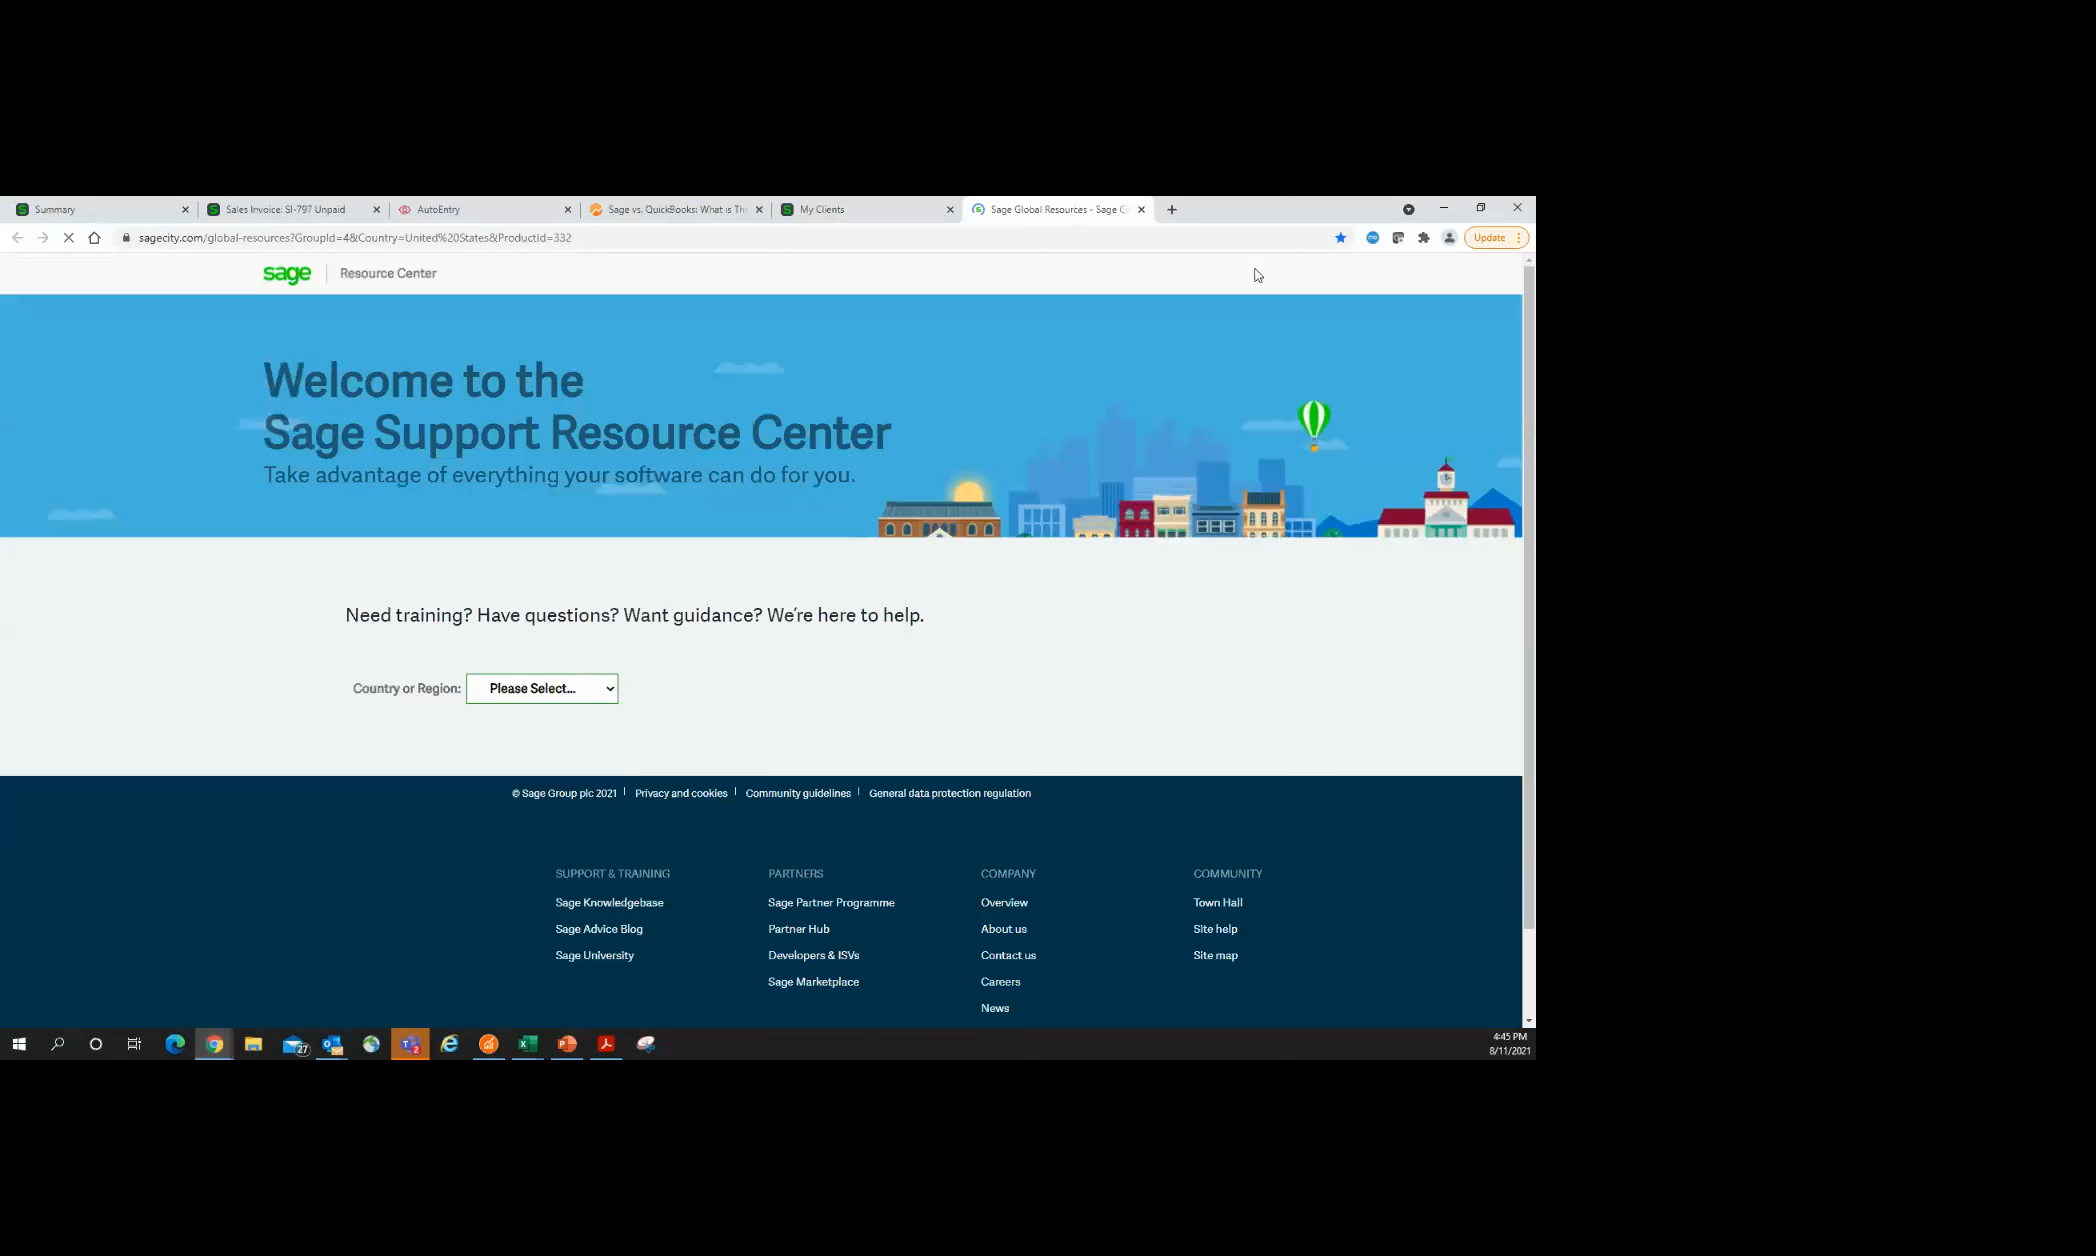 Summary
Sales Invoice: SI-797 Unpaid
AutoEntry
Sage vs. QuickBooks: What is Th
My Clients
Sage Global Resources - Sage Ci
sagecity.com/global-resources?GroupId=4&Country=United%20States&ProductId=332
Update
sage
Resource Center
Welcome to the
Sage Support Resource Center
Take advantage of everything your software can do for you.
Need training? Have questions? Want guidance? We're here to help.
Country or Region: Please Select...
© Sage Group plc 2021 | Privacy and cookies | Community guidelines | General data protection regulation
SUPPORT & TRAINING
Sage Knowledgebase
Sage Advice Blog
Sage University
PARTNERS
Sage Partner Programme
Partner Hub
Developers & ISVs
Sage Marketplace
COMPANY
Overview
About us
Contact us
Careers
News
COMMUNITY
Town Hall
Site help
Site map
27
2
4:45 PM
8/11/2021